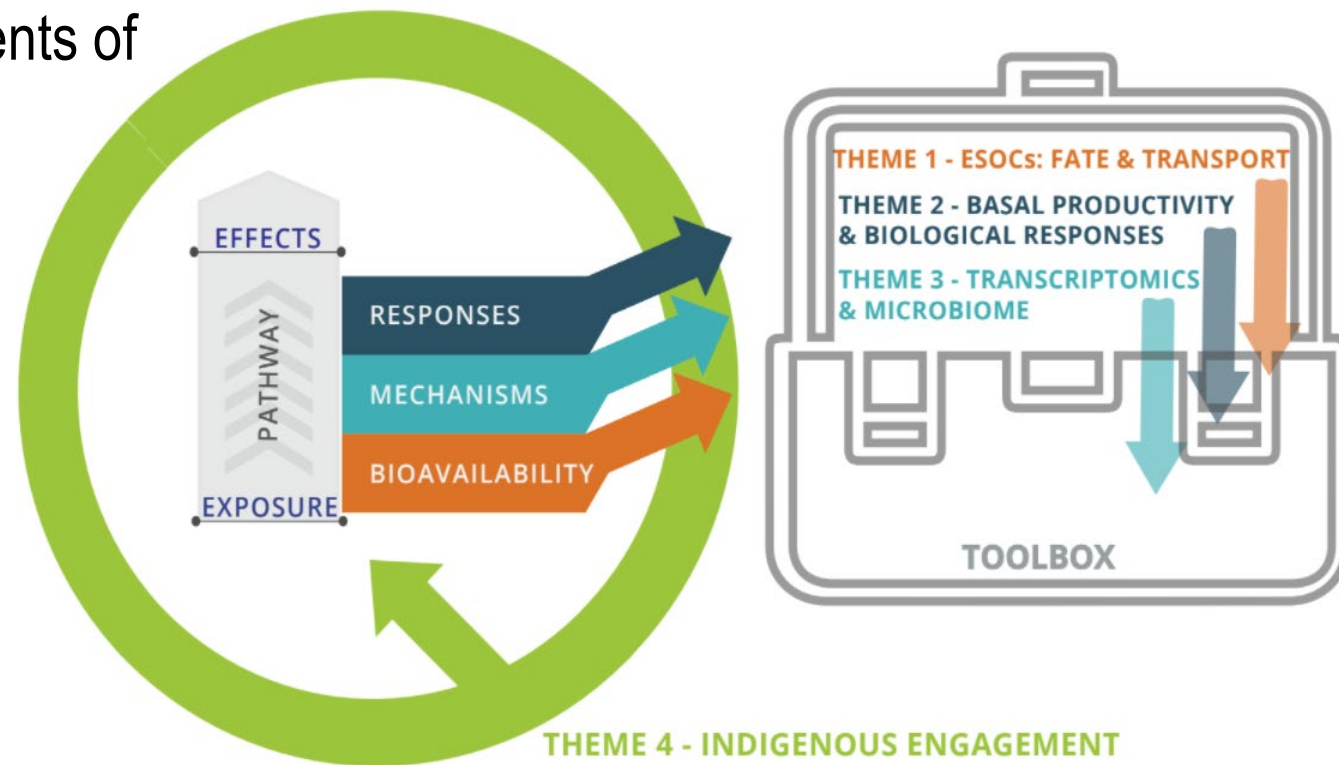 ents of
EFFECTS
PATHWAY
EXPOSURE
RESPONSES
MECHANISMS
BIOAVAILABILITY
THEME 1 - ESOCs: FATE & TRANSPORT
THEME 2 - BASAL PRODUCTIVITY
& BIOLOGICAL RESPONSES
THEME 3 - TRANSCRIPTOMICS
& MICROBIOME
TOOLBOX
THEME 4 - INDIGENOUS ENGAGEMENT